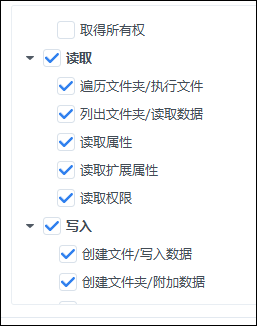 取得所有权
读取
遍历文件夹/执行文件
列出文件夹/读取数据
读取属性
读取扩展属性
读取权限
写入
创建文件/写入数据
创建文件夹/附加数据